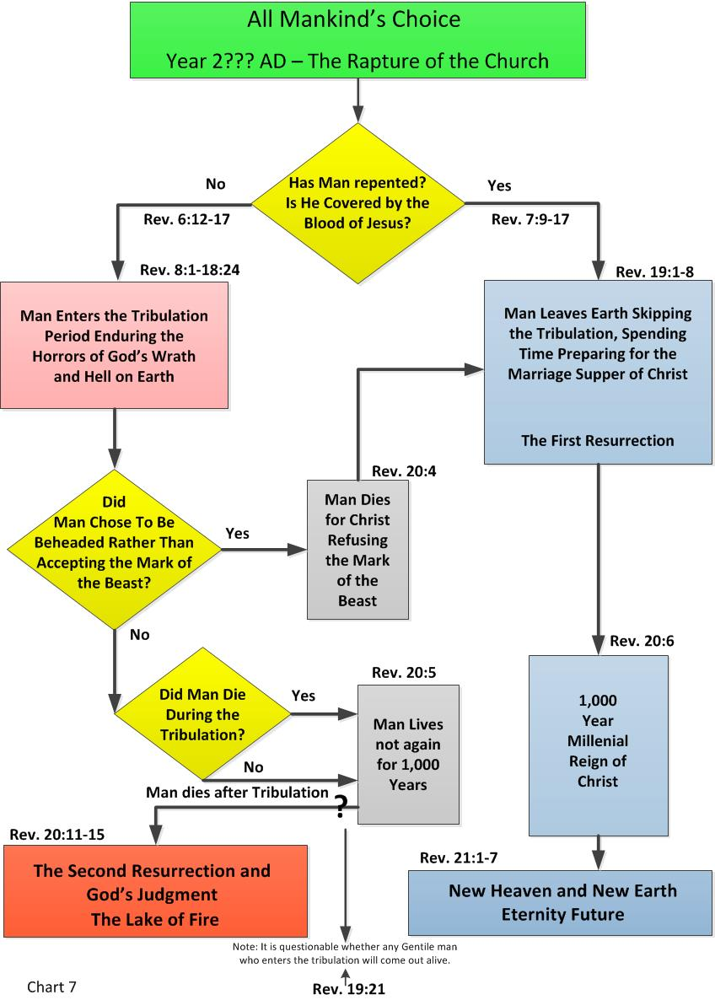 All Mankind's Choice
Year 2??? AD – The Rapture of the Church
Has Man repented?
Is He Covered by the
Blood of Jesus?
No
Yes
Rev. 6:12-17
Rev. 7:9-17
Rev. 8:1-18:24
Rev. 19:1-8
Man Enters the Tribulation
Period Enduring the
Horrors of God's Wrath
and Hell on Earth
Man Leaves Earth Skipping
the Tribulation, Spending
Time Preparing for the
Marriage Supper of Christ
The First Resurrection
Did
Man Chose To Be
Beheaded Rather Than
Accepting the Mark of
the Beast?
Yes
Rev. 20:4
Man Dies
for Christ
Refusing
the Mark
of the
Beast
No
Did Man Die
During the
Tribulation?
Yes
No
Rev. 20:5
Man Lives
not again
for 1,000
Years
Rev. 20:6
1,000
Year
Millenial
Reign of
Christ
Man dies after Tribulation
?
Rev. 20:11-15
The Second Resurrection and
God's Judgment
The Lake of Fire
Rev. 21:1-7
New Heaven and New Earth
Eternity Future
Note: It is questionable whether any Gentile man
who enters the tribulation will come out alive.
Rev. 19:21
Chart 7